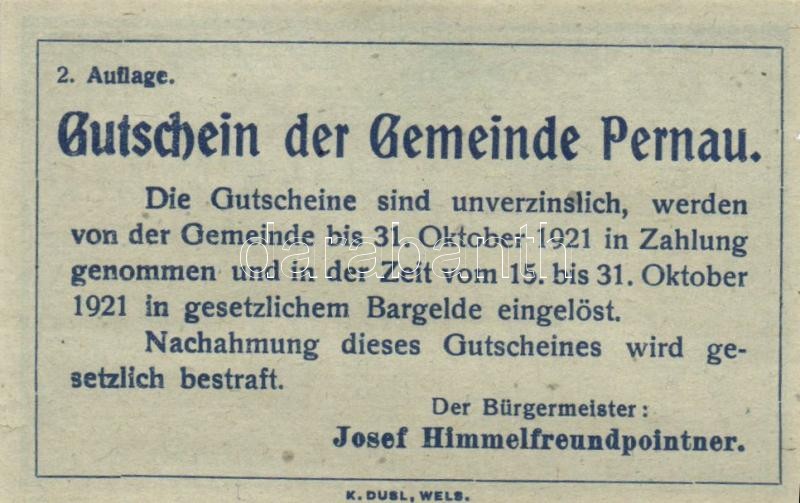 2. Auflage.
Gutschein der Gemeinde Pernau.
Die Gutscheine sind unverzinslich, werden
von der Gemeinde bis 31. Oktober 1921 in Zahlung
genommen und in der Zeit vom 15. bis 31. Oktober
1921 in gesetzlichem Bargelde eingelöst.
Nachahmung dieses Gutscheines wird ge-
setzlich bestraft.
Der Bürgermeister:
Josef Himmelfreundpointner.
K. DUSL, WELS.
darabanth